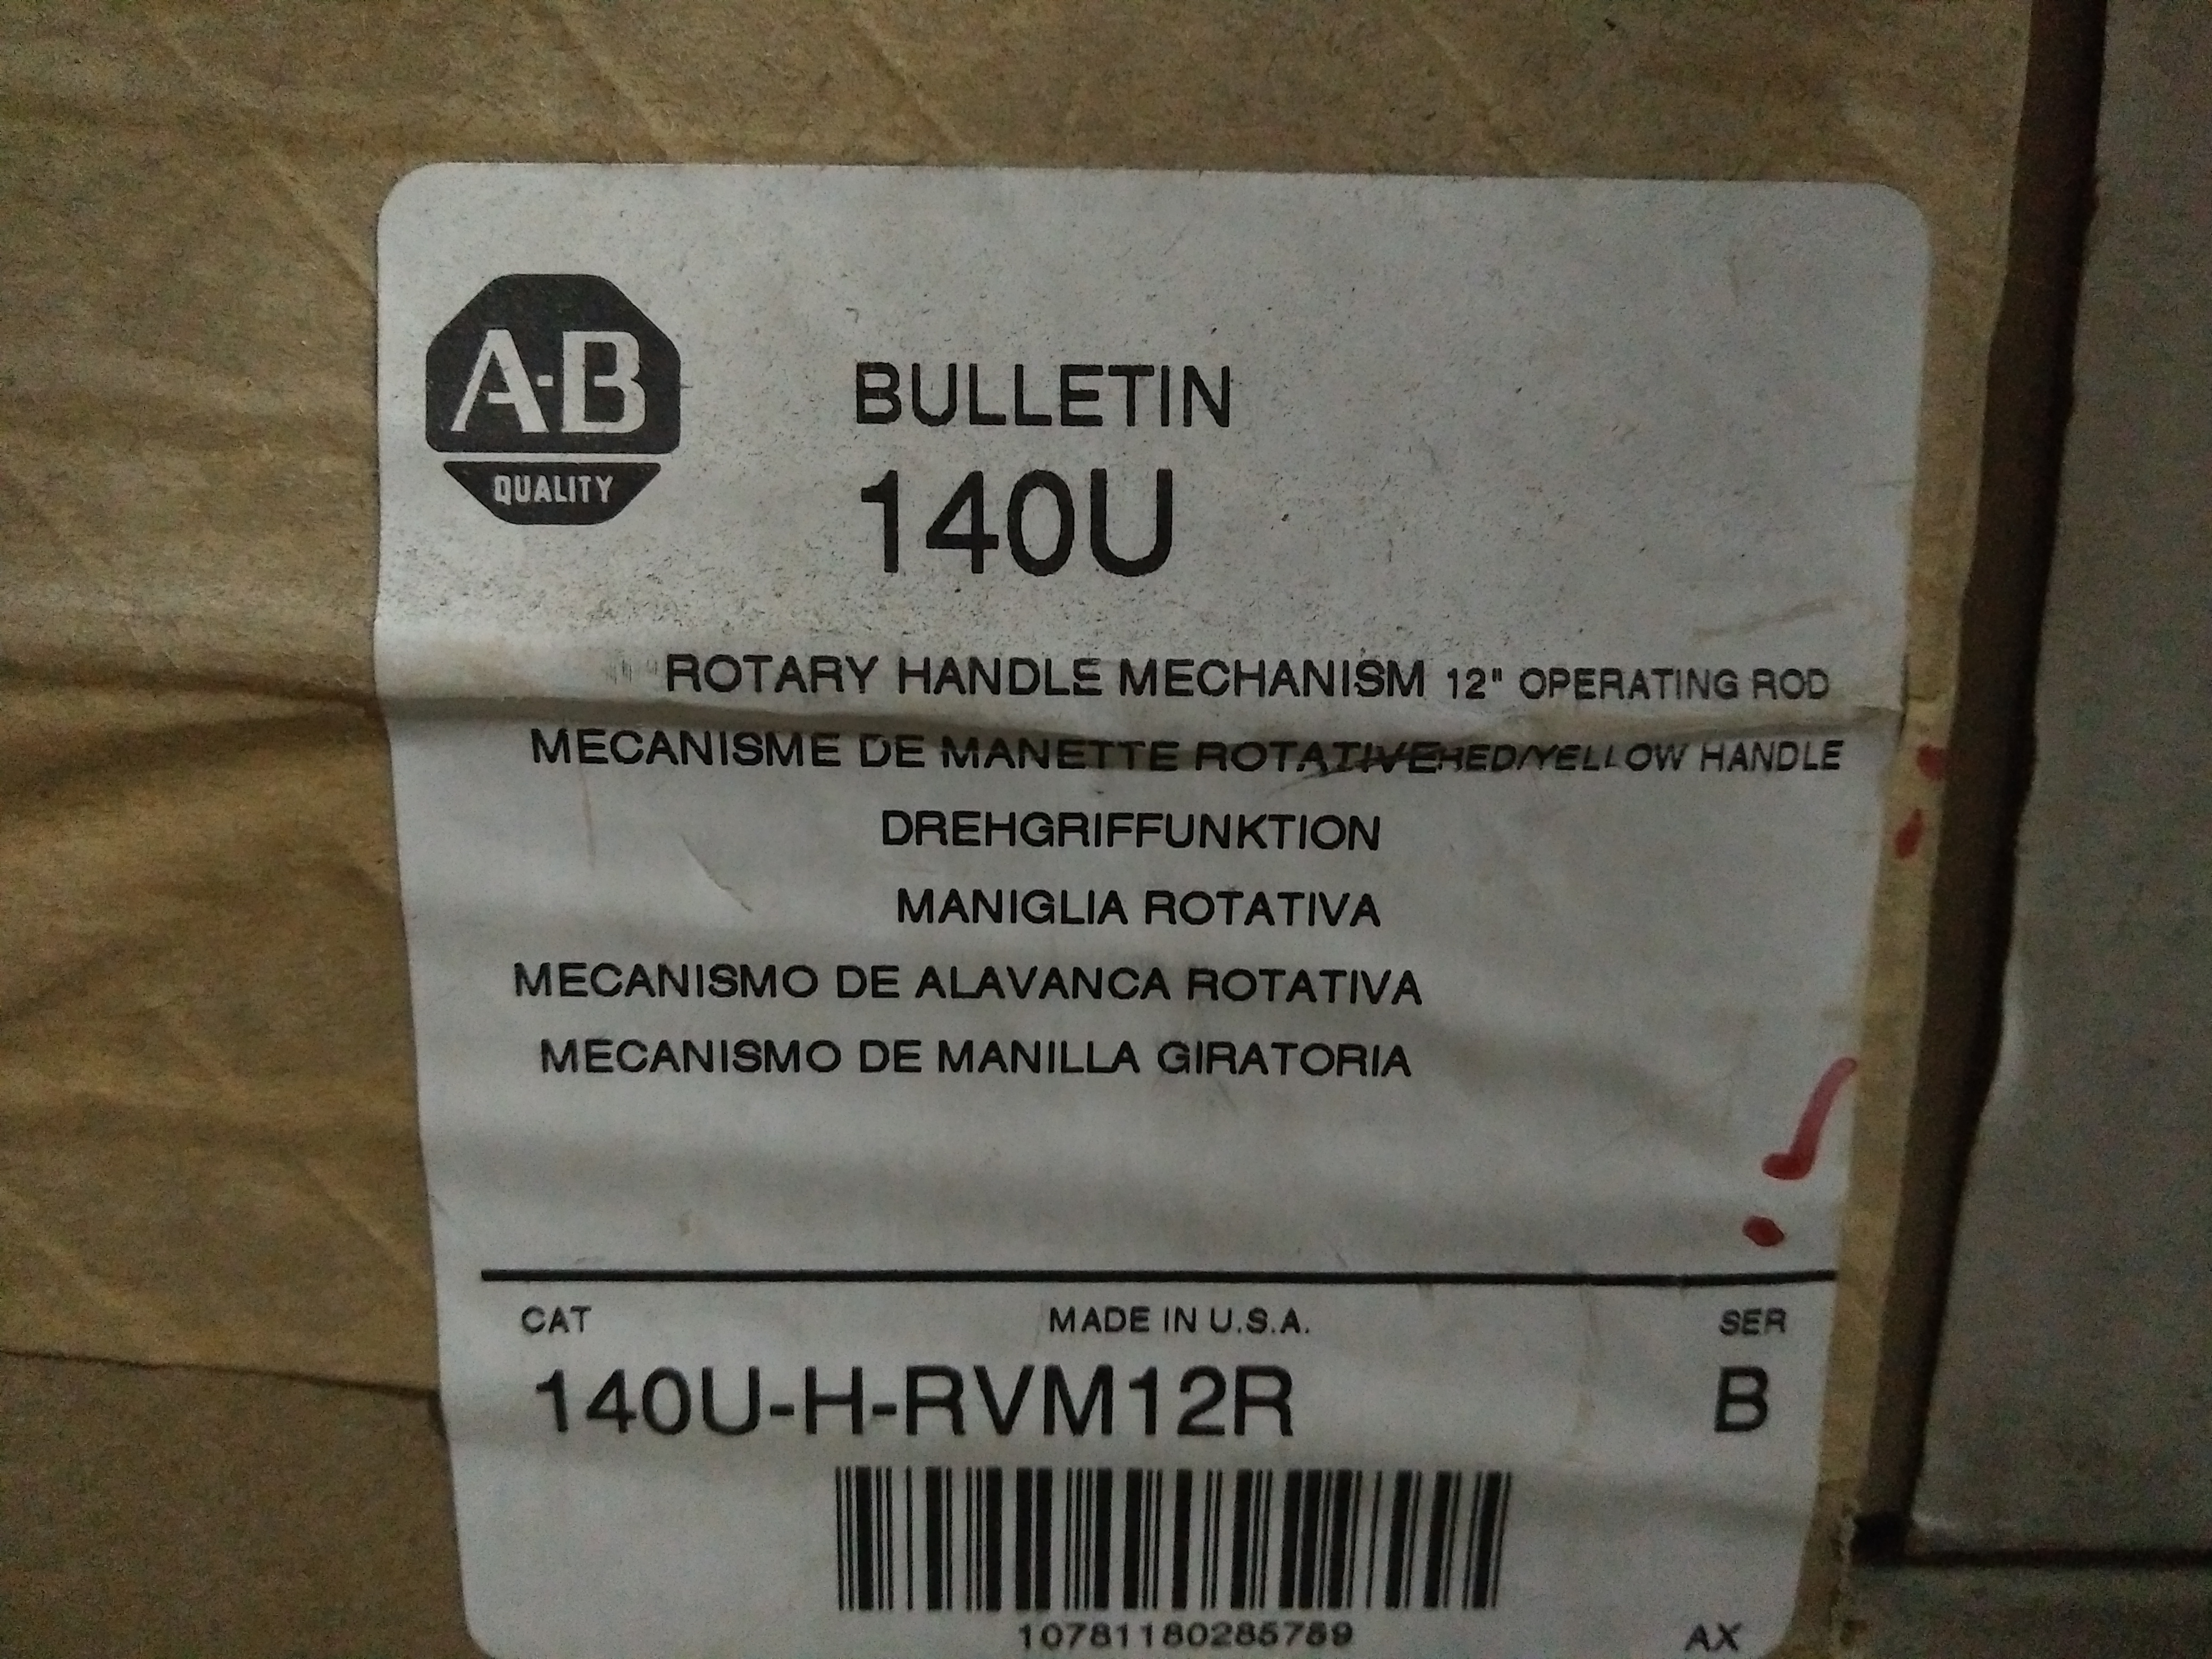 A-B
QUALITY
BULLETIN
140U
ROTARY HANDLE MECHANISM 12" OPERATING ROD
MECANISME DE MANETTE ROTATIVE RED/YELLOW HANDLE
DREHGRIFFUNKTION
MANIGLIA ROTATIVA
MECANISMO DE ALAVANCA ROTATIVA
MECANISMO DE MANILLA GIRATORIA
CAT MADE IN U.S.A. SER
140U-H-RVM12R B
10781180285789
AX